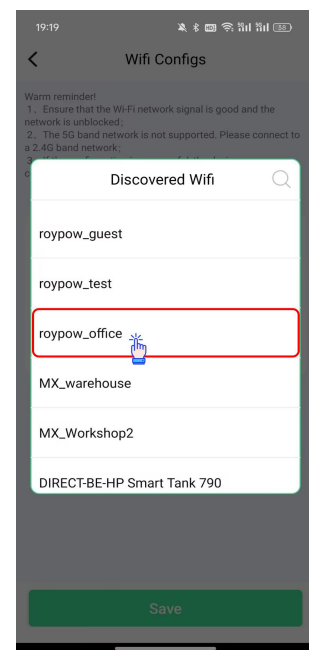 19:19
58
Wifi Configs
Warm reminder!
1、Ensure that the Wi-Fi network signal is good and the
network is unblocked;
2、The 5G band network is not supported. Please connect to
a 2.4G band network;
Discovered Wifi
roypow_guest
roypow_test
roypow_office
MX_warehouse
MX_Workshop2
DIRECT-BE-HP Smart Tank 790
Save